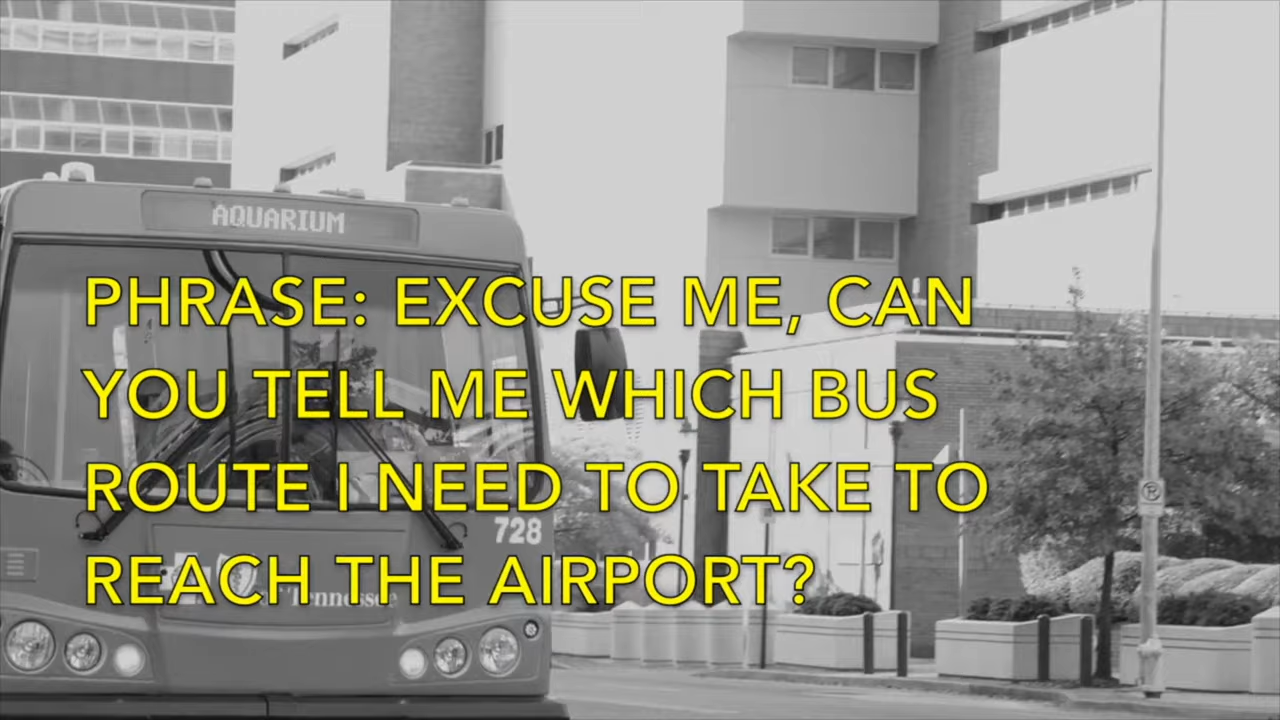 AQUARIUM
PHRASE: EXCUSE ME, CAN
YOU TELL ME WHICH BUS
ROUTE I NEED TO TAKE TO
REACH THE AIRPORT?
728
Tennessee